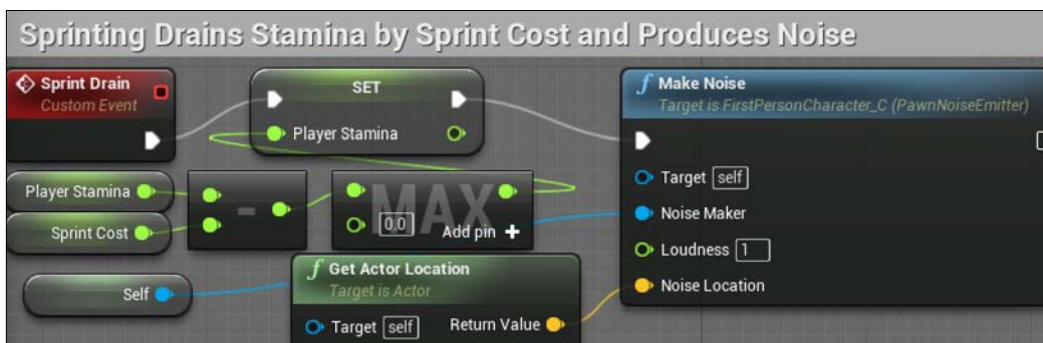 Sprinting Drains Stamina by Sprint Cost and Produces Noise
Sprint Drain
Custom Event
SET
Player Stamina
Make Noise
Target is FirstPersonCharacter_C (PawnNoiseEmitter)
Player Stamina
Sprint Cost
-
MAX
0.0
Add pin +
Self
Get Actor Location
Target is Actor
Target self
Return Value
Target self
Noise Maker
Loudness 1
Noise Location